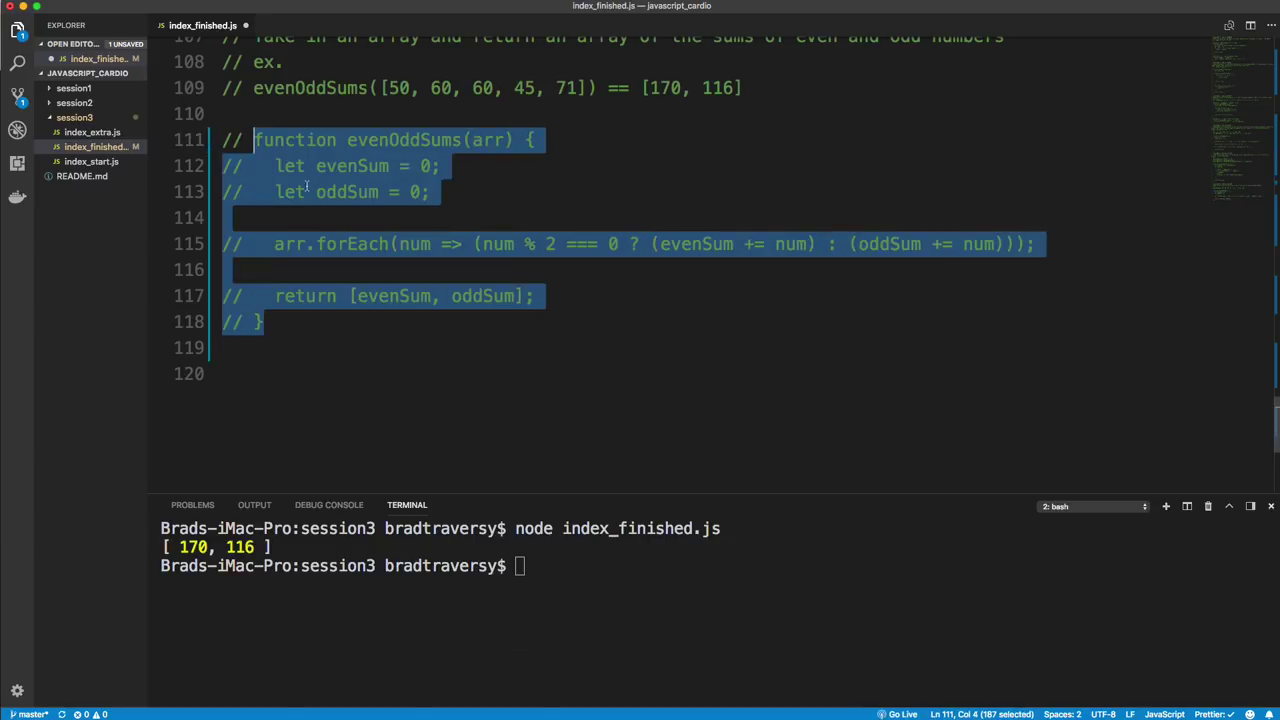 index_finished.js — javascript_cardio
EXPLORER
index_finished.js
OPEN EDITO... 1 UNSAVED
index_finishe... M
JAVASCRIPT_CARDIO
session1
session2
session3
index_extra.js
index_finished... M
index_start.js
README.md
107 // Take in an array and return an array of the sums of even and odd numbers
108 // ex.
109 // evenOddSums([50, 60, 60, 45, 71]) == [170, 116]
110
111 // function evenOddSums(arr) {
112 //   let evenSum = 0;
113 //   let oddSum = 0;
114
115 //   arr.forEach(num => (num % 2 === 0 ? (evenSum += num) : (oddSum += num)));
116
117 //   return [evenSum, oddSum];
118 // }
119
120
PROBLEMS OUTPUT DEBUG CONSOLE TERMINAL 2: bash
Brads-iMac-Pro:session3 bradtraversy$ node index_finished.js
[ 170, 116 ]
Brads-iMac-Pro:session3 bradtraversy$
master* 0 0 Go Live Ln 111, Col 4 (187 selected) Spaces: 2 UTF-8 LF JavaScript Prettier: ✓